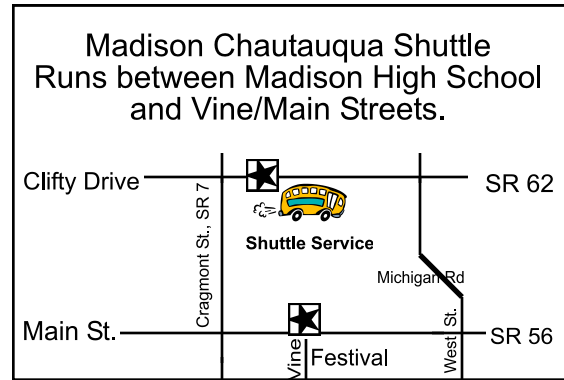 Madison Chautauqua Shuttle
Runs between Madison High School
and Vine/Main Streets.
Clifty Drive
SR 62
Cragmont St., SR 7
Shuttle Service
Michigan Rd
Main St.
SR 56
Vine
Festival
West St.